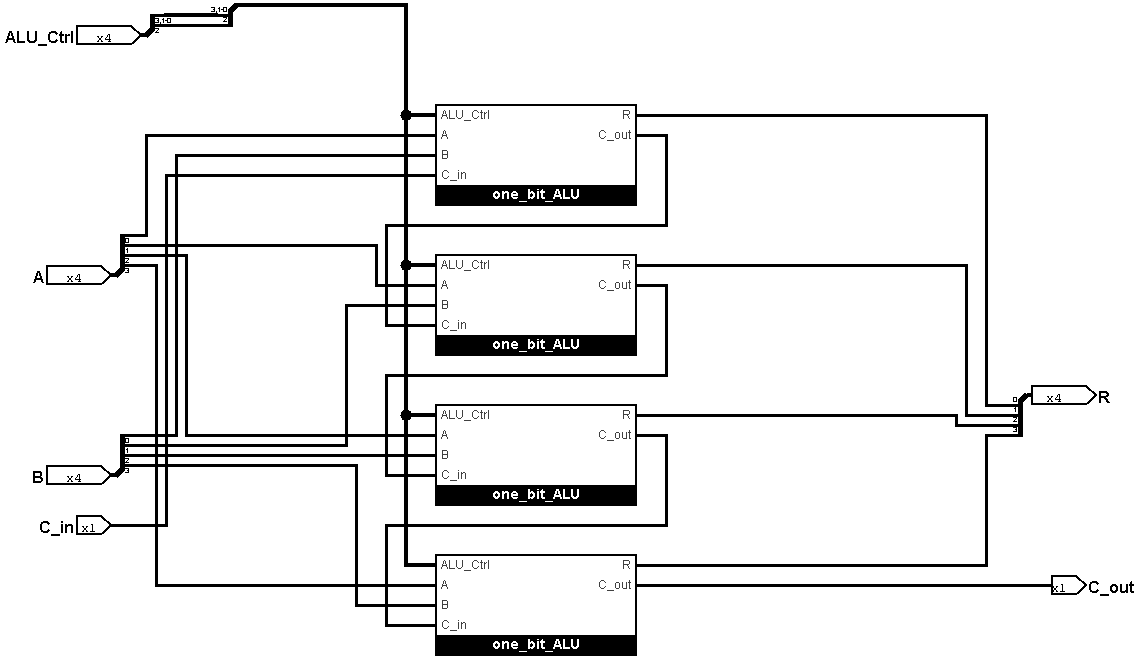 3,1-0
3,1-0 2
ALU_Ctrl x4 2
ALU_Ctrl R
A C_out
B
C_in
one_bit_ALU
0
1
A x4 2
3
ALU_Ctrl R
A C_out
B
C_in
one_bit_ALU
0
1
x4 R
2
3
ALU_Ctrl R
A C_out
B
C_in
one_bit_ALU
0
1
2
B x4 3
C_in x1
ALU_Ctrl R
A C_out
B
C_in
one_bit_ALU
x1 C_out